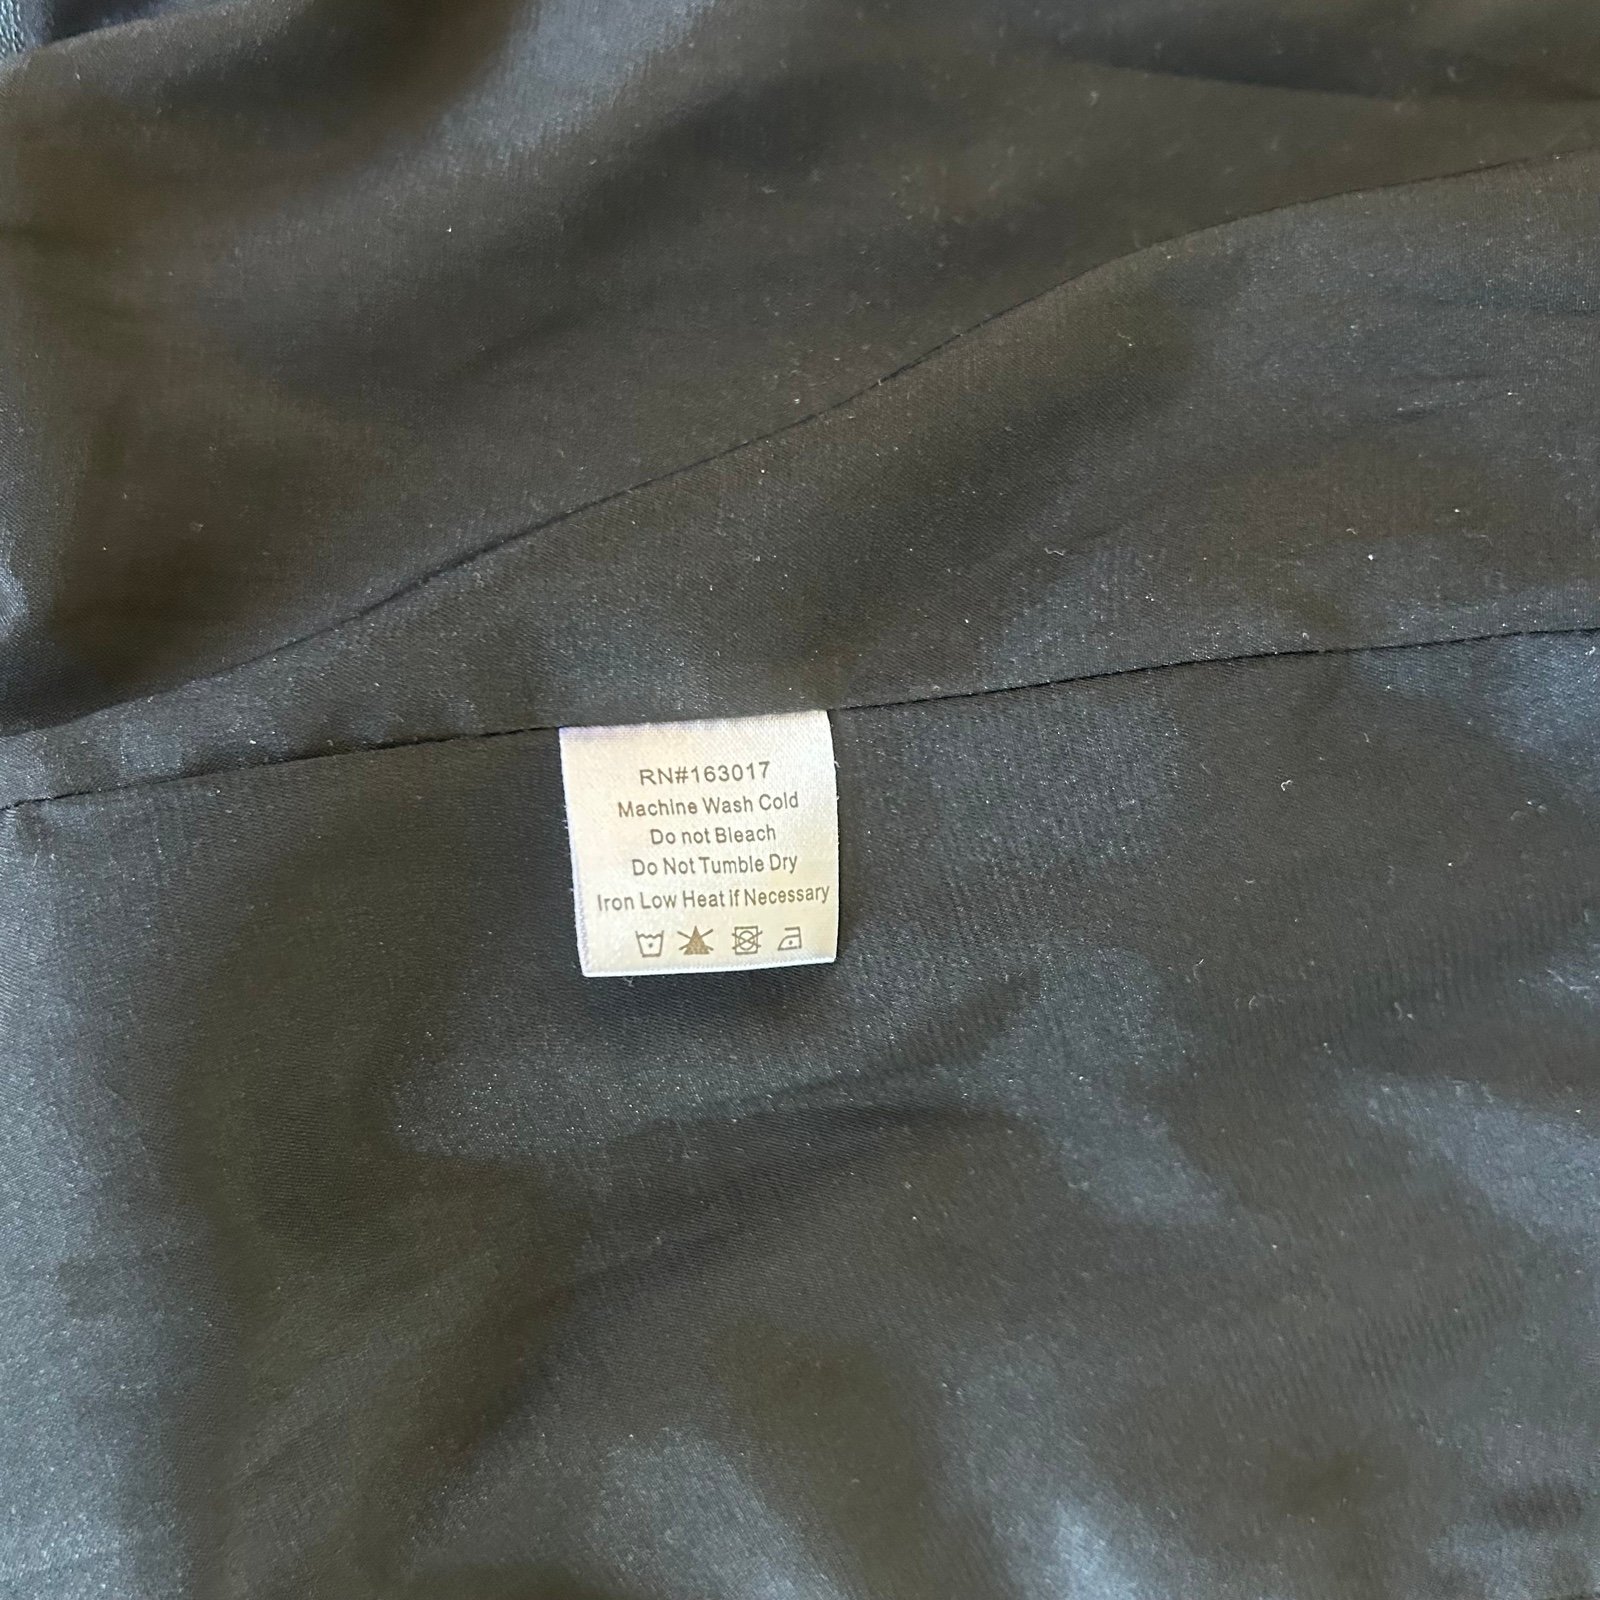 RN#163017
Machine Wash Cold
Do not Bleach
Do Not Tumble Dry
Iron Low Heat if Necessary